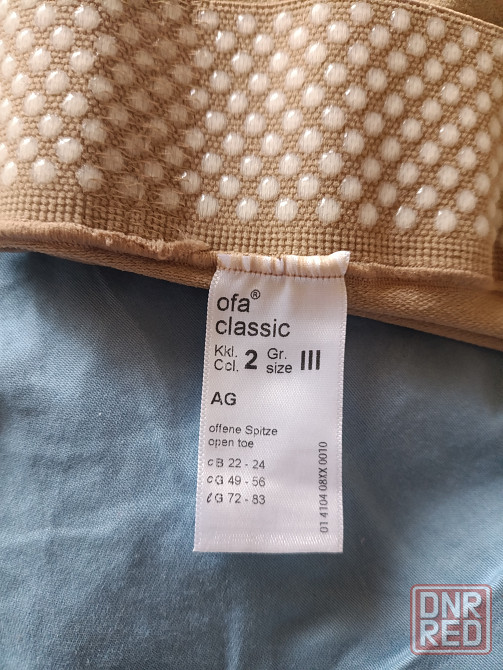 ofa®
classic
Kkl. 2 Gr. III
Ccl. size
AG
offene Spitze
open toe
cB 22 - 24
cG 49 - 56
ℓG 72 - 83
01 4104 08XX 0010
DNR
RED